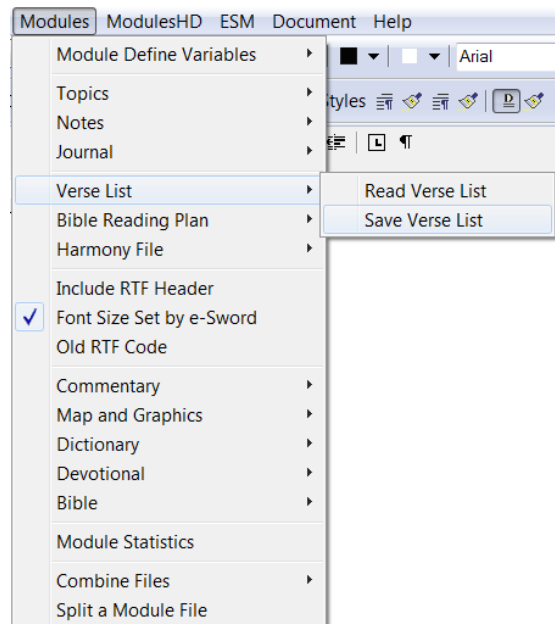 Modules ModulesHD ESM Document Help
Module Define Variables
Arial
Topics
Styles
Notes
Journal
Verse List
Read Verse List
Bible Reading Plan
Save Verse List
Harmony File
Include RTF Header
Font Size Set by e-Sword
Old RTF Code
Commentary
Map and Graphics
Dictionary
Devotional
Bible
Module Statistics
Combine Files
Split a Module File